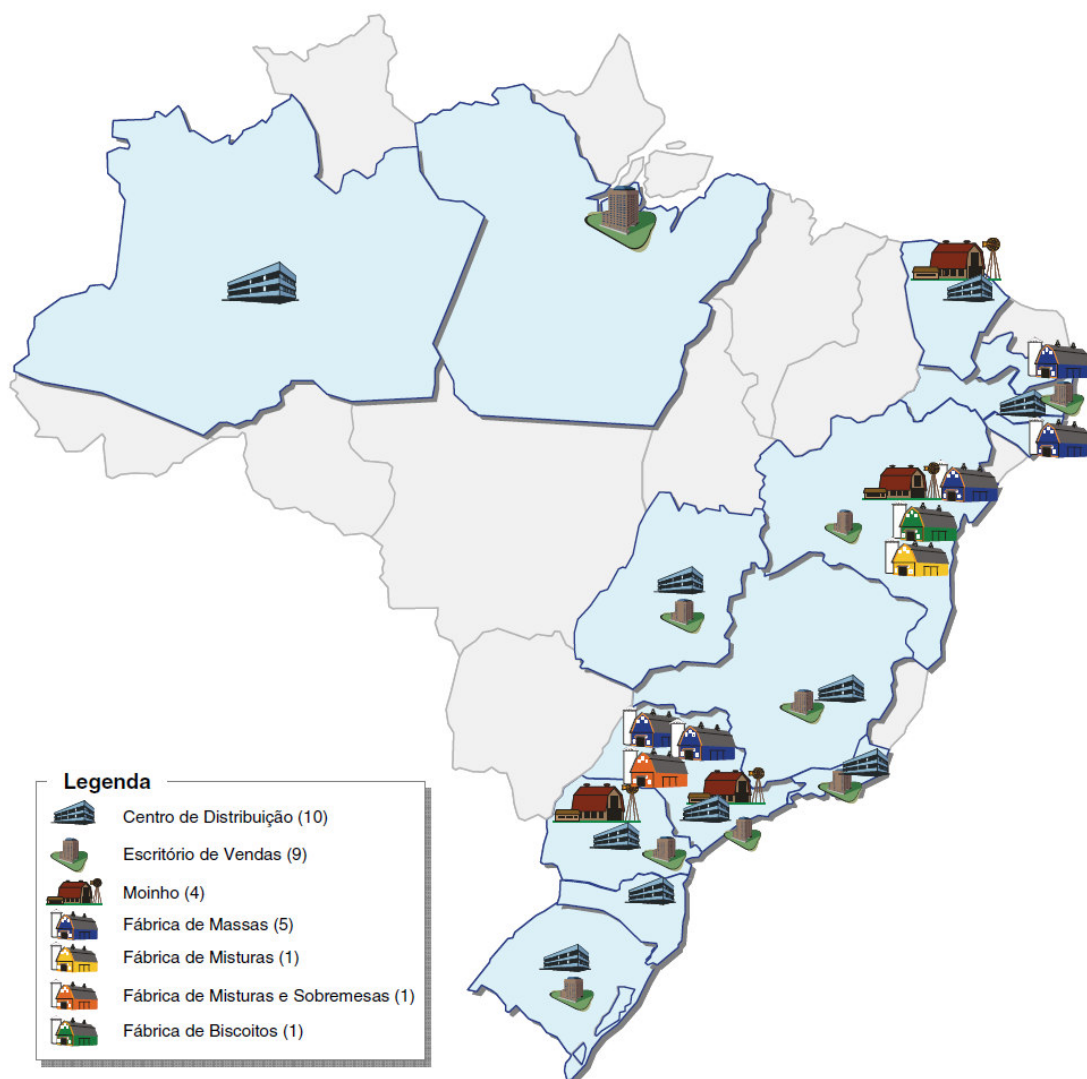 Legenda
Centro de Distribuição (10)
Escritório de Vendas (9)
Moinho (4)
Fábrica de Massas (5)
Fábrica de Misturas (1)
Fábrica de Misturas e Sobremesas (1)
Fábrica de Biscoitos (1)